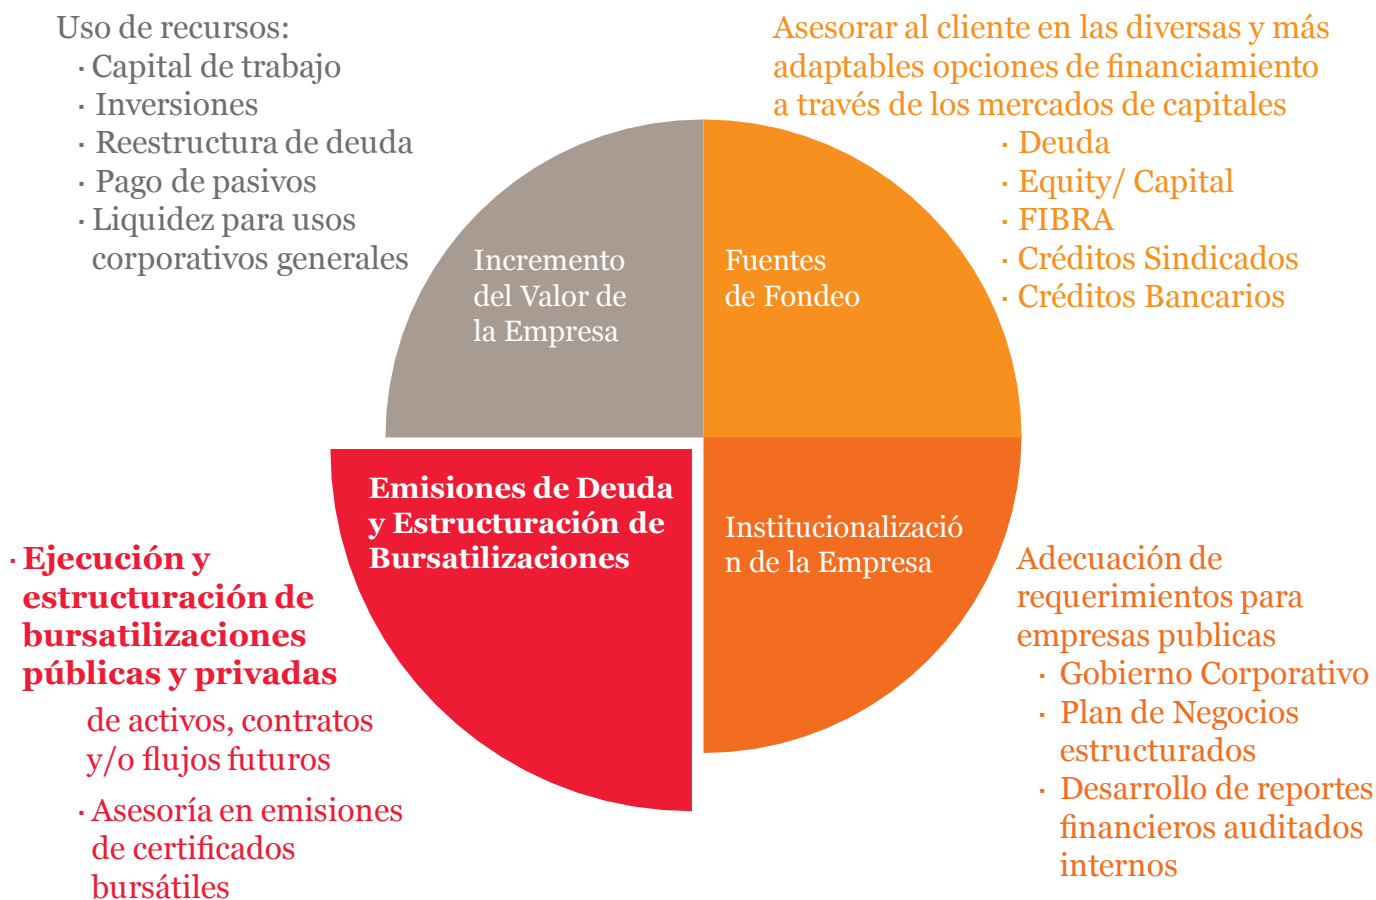 Uso de recursos:
· Capital de trabajo
· Inversiones
· Reestructura de deuda
· Pago de pasivos
· Liquidez para usos
corporativos generales
Asesorar al cliente en las diversas y más
adaptables opciones de financiamiento
a través de los mercados de capitales
· Deuda
· Equity/ Capital
· FIBRA
· Créditos Sindicados
· Créditos Bancarios
Incremento
del Valor de
la Empresa
Fuentes
de Fondeo
Emisiones de Deuda
y Estructuración de
Bursatilizaciones
Institucionalizació
n de la Empresa
· Ejecución y
estructuración de
bursatilizaciones
públicas y privadas
de activos, contratos
y/o flujos futuros
· Asesoría en emisiones
de certificados
bursátiles
Adecuación de
requerimientos para
empresas publicas
· Gobierno Corporativo
· Plan de Negocios
estructurados
· Desarrollo de reportes
financieros auditados
internos